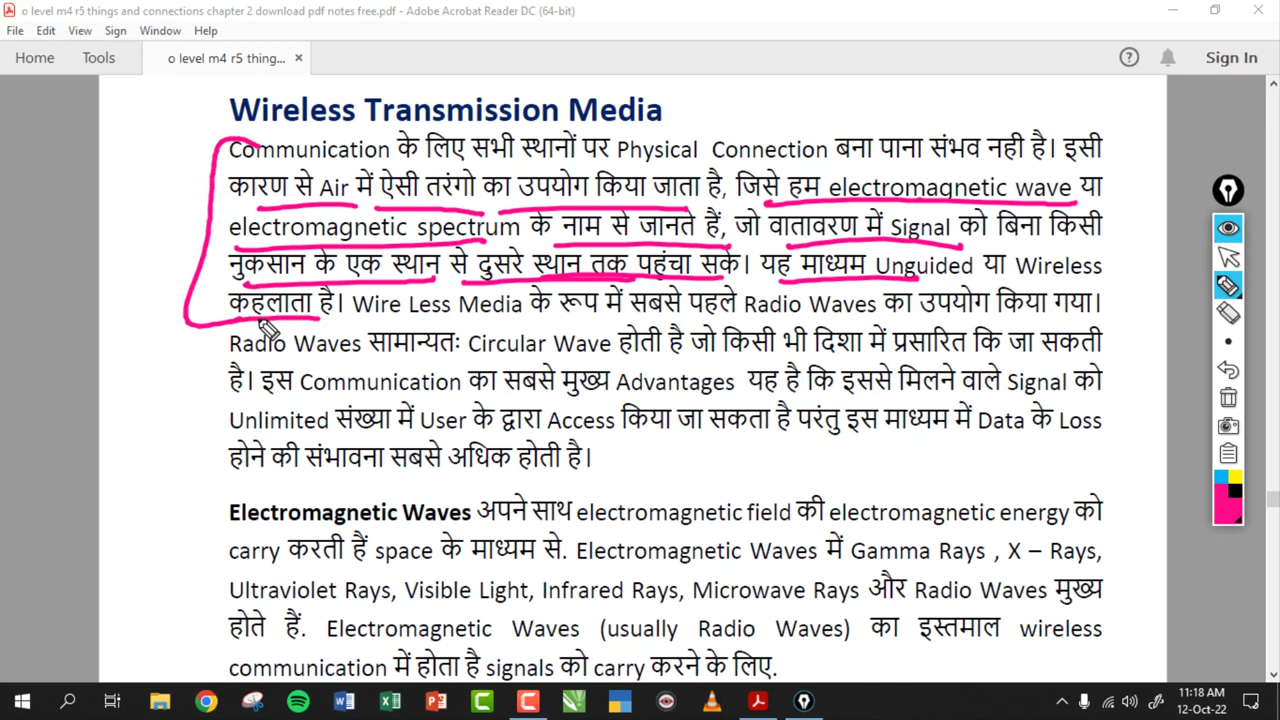 o level m4 r5 things and connections chapter 2 download pdf notes free.pdf - Adobe Acrobat Reader DC (64-bit)
File Edit View Sign Window Help
Home Tools o level m4 r5 thing... × Sign In
Wireless Transmission Media
Communication के लिए सभी स्थानों पर Physical Connection बना पाना संभव नही है। इसी
कारण से Air में ऐसी तरंगो का उपयोग किया जाता है, जिसे हम electromagnetic wave या
electromagnetic spectrum के नाम से जानते हैं, जो वातावरण में Signal को बिना किसी
नुकसान के एक स्थान से दुसरे स्थान तक पहुंचा सके। यह माध्यम Unguided या Wireless
कहलाता है। Wire Less Media के रूप में सबसे पहले Radio Waves का उपयोग किया गया।
Radio Waves सामान्यतः Circular Wave होती है जो किसी भी दिशा में प्रसारित कि जा सकती
है। इस Communication का सबसे मुख्य Advantages यह है कि इससे मिलने वाले Signal को
Unlimited संख्या में User के द्वारा Access किया जा सकता है परंतु इस माध्यम में Data के Loss
होने की संभावना सबसे अधिक होती है।
Electromagnetic Waves अपने साथ electromagnetic field की electromagnetic energy को
carry करती हैं space के माध्यम से. Electromagnetic Waves में Gamma Rays , X – Rays,
Ultraviolet Rays, Visible Light, Infrared Rays, Microwave Rays और Radio Waves मुख्य
होते हैं. Electromagnetic Waves (usually Radio Waves) का इस्तमाल wireless
communication में होता है signals को carry करने के लिए.
11:18 AM
12-Oct-22